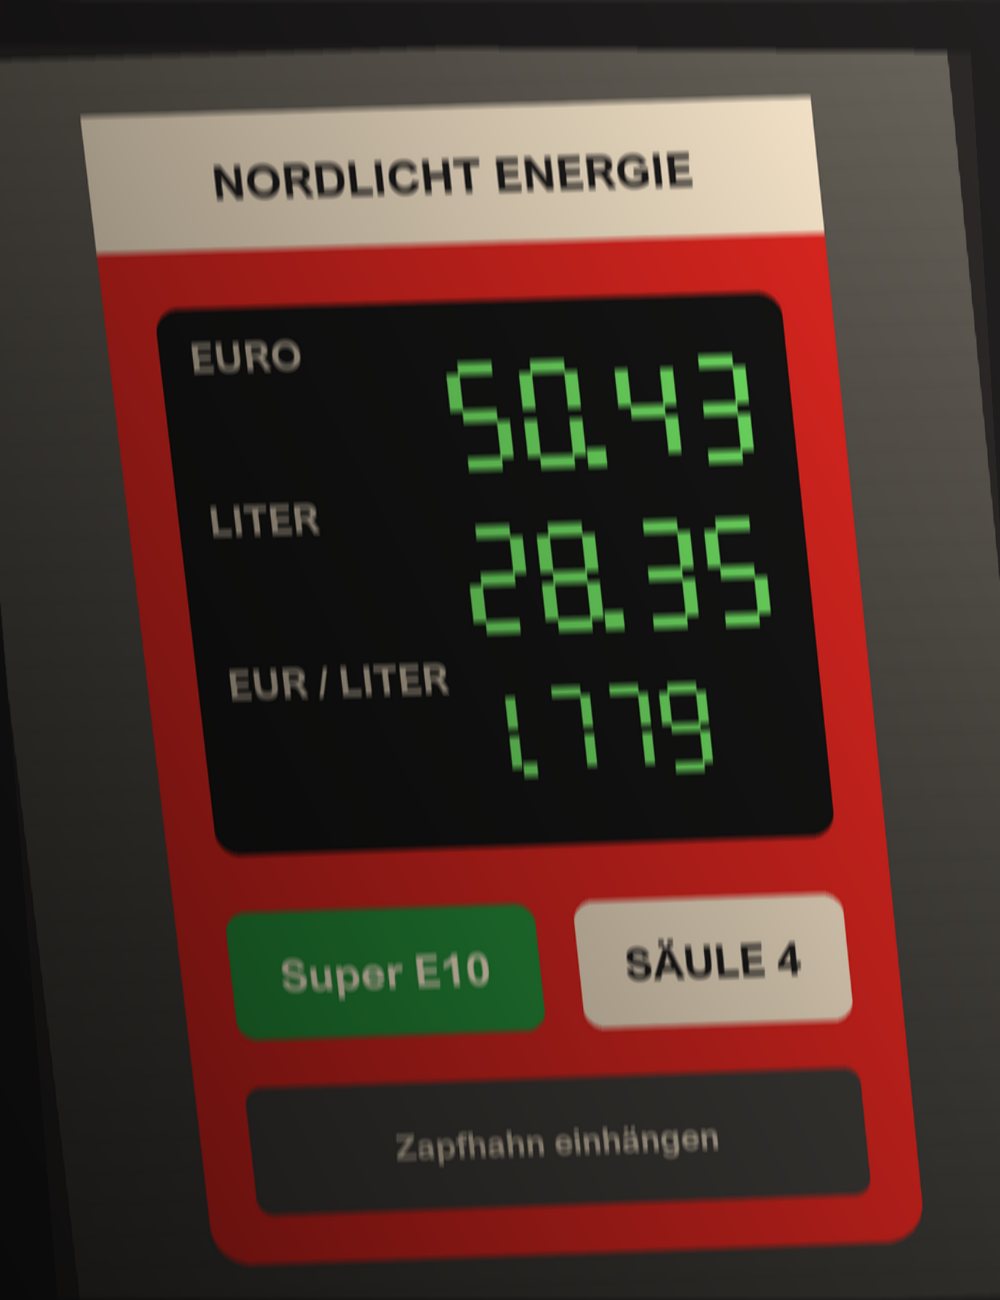 NORDLICHT ENERGIE
EURO
50.43
LITER
28.35
EUR / LITER
1.779
Super E10
SÄULE 4
Zapfhahn einhängen